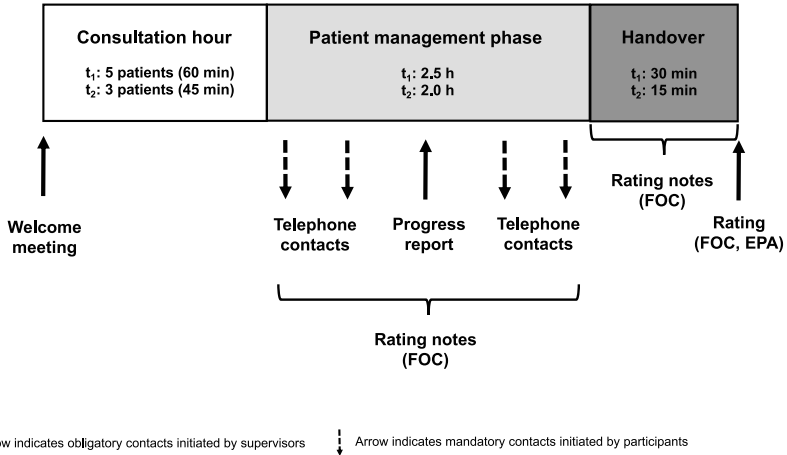 Consultation hour
t₁: 5 patients (60 min)
t₂: 3 patients (45 min)
Patient management phase
t₁: 2.5 h
t₂: 2.0 h
Handover
t₁: 30 min
t₂: 15 min
Welcome
meeting
Telephone
contacts
Progress
report
Telephone
contacts
Rating notes
(FOC)
Rating
(FOC, EPA)
Rating notes
(FOC)
indicates obligatory contacts initiated by supervisors
Arrow indicates mandatory contacts initiated by participants